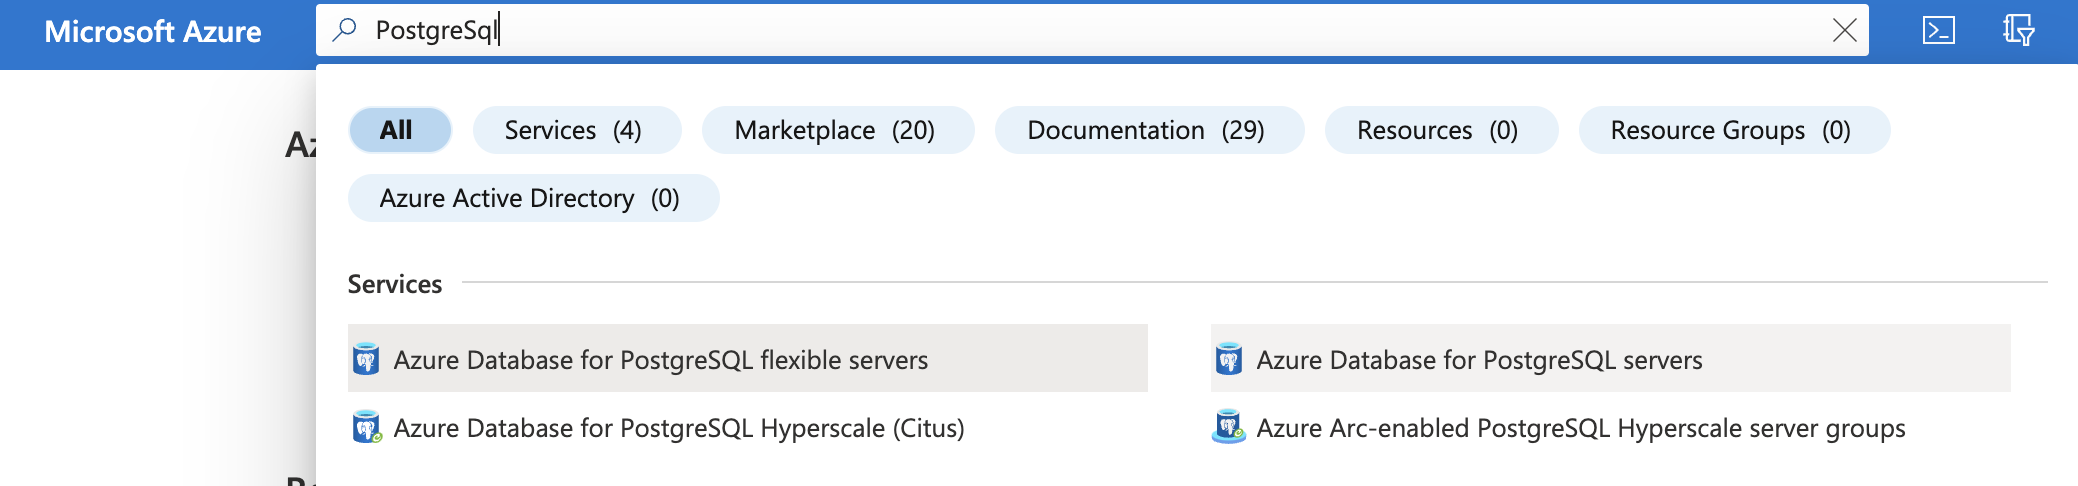 Microsoft Azure PostgreSql
All Services (4) Marketplace (20) Documentation (29) Resources (0) Resource Groups (0)
Azure Active Directory (0)
Services
Azure Database for PostgreSQL flexible servers Azure Database for PostgreSQL servers
Azure Database for PostgreSQL Hyperscale (Citus) Azure Arc-enabled PostgreSQL Hyperscale server groups